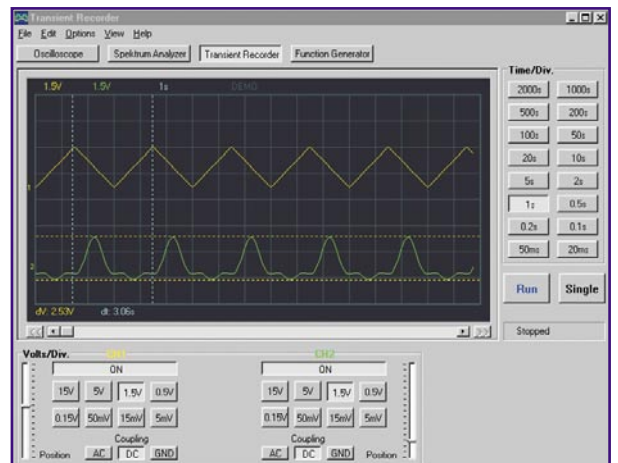 Transient Recorder
File Edit Options View Help
Oscilloscope Spektrum Analyzer Transient Recorder Function Generator
1.5V 1.5V 1s DEMO
1
2
dV: 2.53V dt: 3.06s
Time/Div.
2000s 1000s
500s 200s
100s 50s
20s 10s
5s 2s
1s 0.5s
0.2s 0.1s
50ms 20ms
Run Single
Stopped
Volts/Div. CH1 CH2
ON ON
15V 5V 1.5V 0.5V 15V 5V 1.5V 0.5V
0.15V 50mV 15mV 5mV 0.15V 50mV 15mV 5mV
Coupling Coupling
Position AC DC GND AC DC GND Position